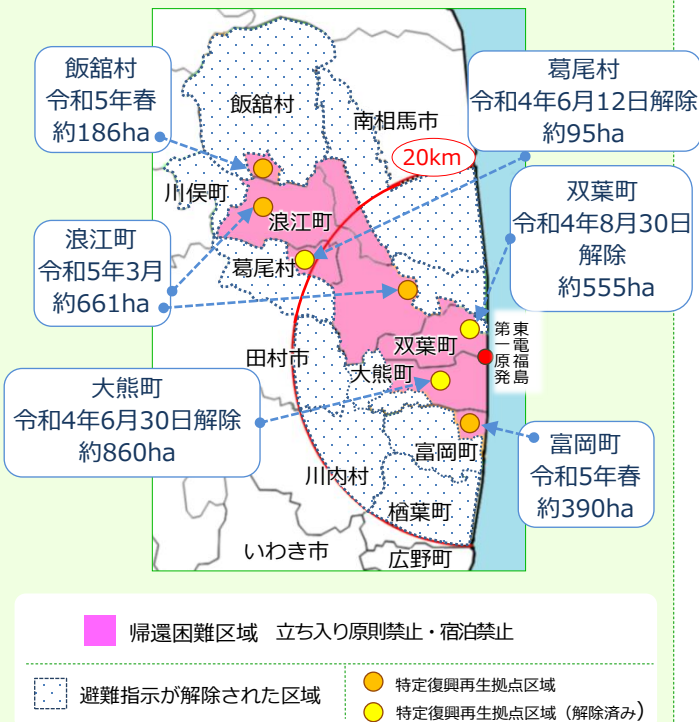 飯舘村
令和5年春
約186ha
葛尾村
令和4年6月12日解除
約95ha
飯舘村
南相馬市
20km
川俣町
浪江町
双葉町
令和4年8月30日
解除
約555ha
浪江町
令和5年3月
約661ha
葛尾村
東電福島
第一原発
双葉町
田村市
大熊町
大熊町
令和4年6月30日解除
約860ha
富岡町
令和5年春
約390ha
富岡町
川内村
楢葉町
いわき市
広野町
帰還困難区域 立ち入り原則禁止・宿泊禁止
避難指示が解除された区域
特定復興再生拠点区域
特定復興再生拠点区域（解除済み）